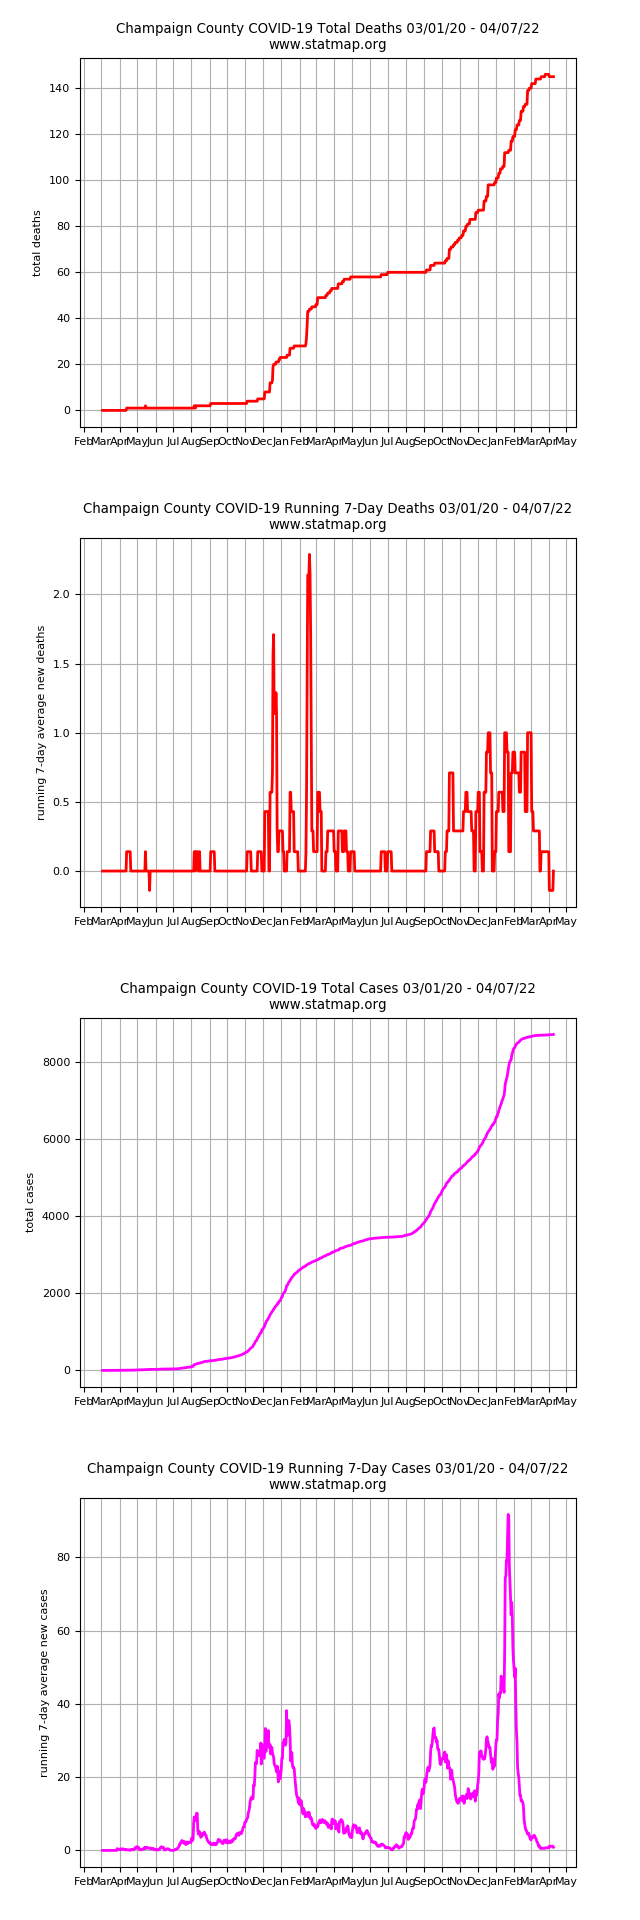 Champaign County COVID-19 Total Deaths 03/01/20 - 04/07/22
www.statmap.org
140
120
100
80
60
40
20
0
total deaths
Feb Mar Apr May Jun Jul Aug Sep Oct Nov Dec Jan Feb Mar Apr May Jun Jul Aug Sep Oct Nov Dec Jan Feb Mar Apr May
Champaign County COVID-19 Running 7-Day Deaths 03/01/20 - 04/07/22
www.statmap.org
2.0
1.5
1.0
0.5
0.0
running 7-day average new deaths
Feb Mar Apr May Jun Jul Aug Sep Oct Nov Dec Jan Feb Mar Apr May Jun Jul Aug Sep Oct Nov Dec Jan Feb Mar Apr May
Champaign County COVID-19 Total Cases 03/01/20 - 04/07/22
www.statmap.org
8000
6000
4000
2000
0
total cases
Feb Mar Apr May Jun Jul Aug Sep Oct Nov Dec Jan Feb Mar Apr May Jun Jul Aug Sep Oct Nov Dec Jan Feb Mar Apr May
Champaign County COVID-19 Running 7-Day Cases 03/01/20 - 04/07/22
www.statmap.org
80
60
40
20
0
running 7-day average new cases
Feb Mar Apr May Jun Jul Aug Sep Oct Nov Dec Jan Feb Mar Apr May Jun Jul Aug Sep Oct Nov Dec Jan Feb Mar Apr May